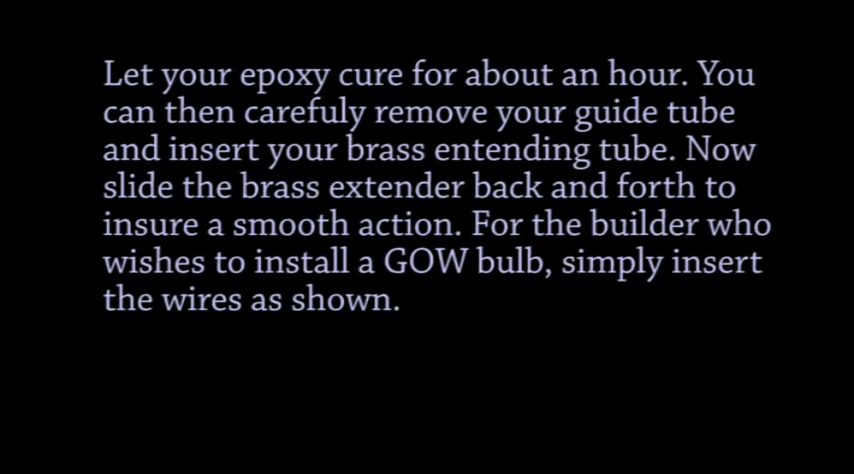 Let your epoxy cure for about an hour. You
can then carefuly remove your guide tube
and insert your brass entending tube. Now
slide the brass extender back and forth to
insure a smooth action. For the builder who
wishes to install a GOW bulb, simply insert
the wires as shown.